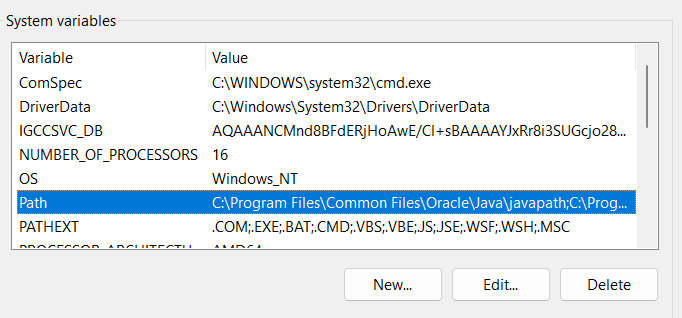 System variables
Variable Value
ComSpec C:\WINDOWS\system32\cmd.exe
DriverData C:\Windows\System32\Drivers\DriverData
IGCCSVC_DB AQAAANCMnd8BFdERjHoAwE/Cl+sBAAAAYJxRr8i3SUGcjo28...
NUMBER_OF_PROCESSORS 16
OS Windows_NT
Path C:\Program Files\Common Files\Oracle\Java\javapath;C:\Prog...
PATHEXT .COM;.EXE;.BAT;.CMD;.VBS;.VBE;.JS;.JSE;.WSF;.WSH;.MSC
PROCESSOR_ARCHITECTU AMD64
New... Edit... Delete